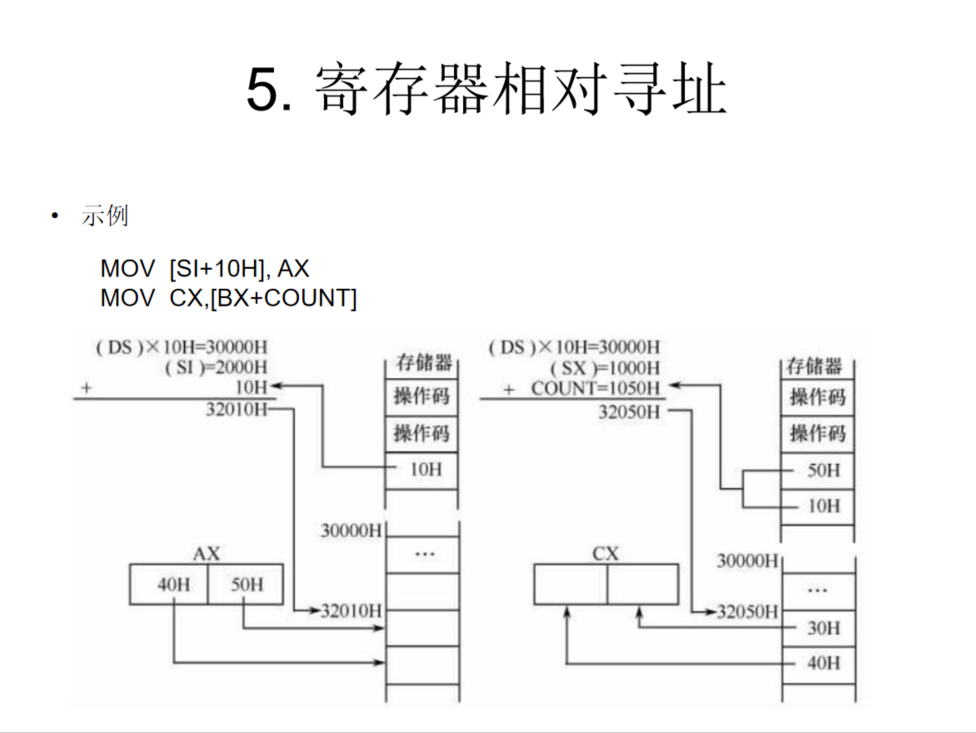 5. 寄存器相对寻址
• 示例
MOV [SI+10H], AX
MOV CX,[BX+COUNT]
( DS )×10H=30000H
( SI )=2000H
+ 10H
32010H
存储器
操作码
操作码
10H
30000H
…
AX
40H 50H
32010H
( DS )×10H=30000H
( SX )=1000H
+ COUNT=1050H
32050H
存储器
操作码
操作码
50H
10H
CX
30000H
…
32050H
30H
40H